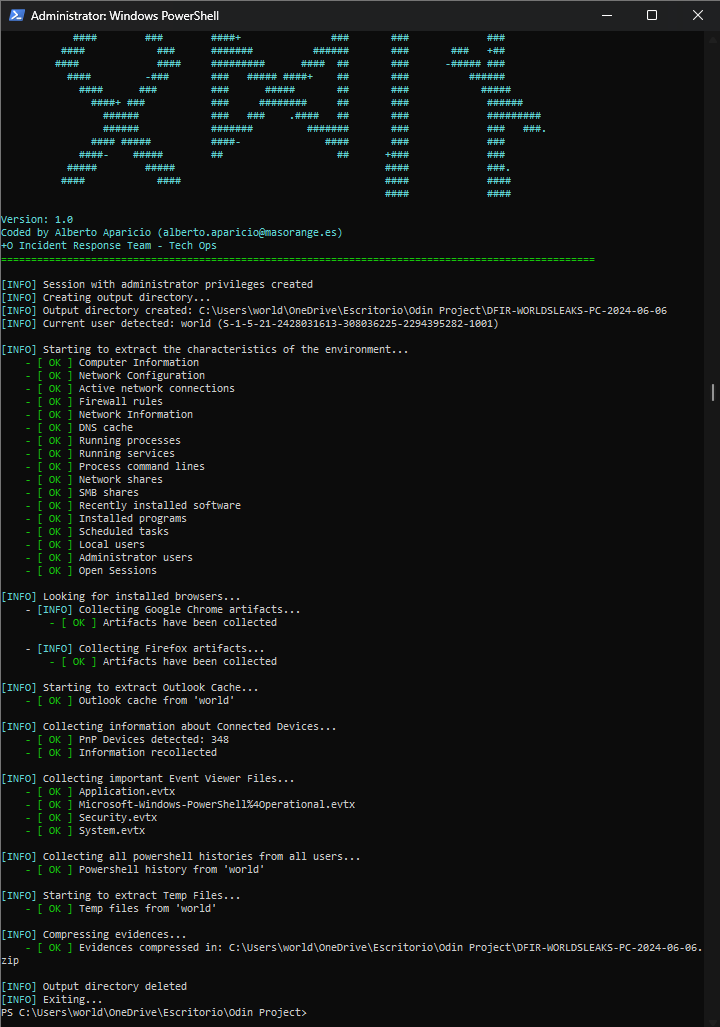 Administrator: Windows PowerShell
Version: 1.0
Coded by Alberto Aparicio (alberto.aparicio@masorange.es)
+O Incident Response Team - Tech Ops
===================================================================================================
[INFO] Session with administrator privileges created
[INFO] Creating output directory...
[INFO] Output directory created: C:\Users\world\OneDrive\Escritorio\Odin Project\DFIR-WORLDSLEAKS-PC-2024-06-06
[INFO] Current user detected: world (S-1-5-21-2428031613-308036225-2294395282-1001)
[INFO] Starting to extract the characteristics of the environment...
- [ OK ] Computer Information
- [ OK ] Network Configuration
- [ OK ] Active network connections
- [ OK ] Firewall rules
- [ OK ] Network Information
- [ OK ] DNS cache
- [ OK ] Running processes
- [ OK ] Running services
- [ OK ] Process command lines
- [ OK ] Network shares
- [ OK ] SMB shares
- [ OK ] Recently installed software
- [ OK ] Installed programs
- [ OK ] Scheduled tasks
- [ OK ] Local users
- [ OK ] Administrator users
- [ OK ] Open Sessions
[INFO] Looking for installed browsers...
- [INFO] Collecting Google Chrome artifacts...
- [ OK ] Artifacts have been collected
- [INFO] Collecting Firefox artifacts...
- [ OK ] Artifacts have been collected
[INFO] Starting to extract Outlook Cache...
- [ OK ] Outlook cache from 'world'
[INFO] Collecting information about Connected Devices...
- [ OK ] PnP Devices detected: 348
- [ OK ] Information recollected
[INFO] Collecting important Event Viewer Files...
- [ OK ] Application.evtx
- [ OK ] Microsoft-Windows-PowerShell%4Operational.evtx
- [ OK ] Security.evtx
- [ OK ] System.evtx
[INFO] Collecting all powershell histories from all users...
- [ OK ] Powershell history from 'world'
[INFO] Starting to extract Temp Files...
- [ OK ] Temp files from 'world'
[INFO] Compressing evidences...
- [ OK ] Evidences compressed in: C:\Users\world\OneDrive\Escritorio\Odin Project\DFIR-WORLDSLEAKS-PC-2024-06-06.
zip
[INFO] Output directory deleted
[INFO] Exiting...
PS C:\Users\world\OneDrive\Escritorio\Odin Project>